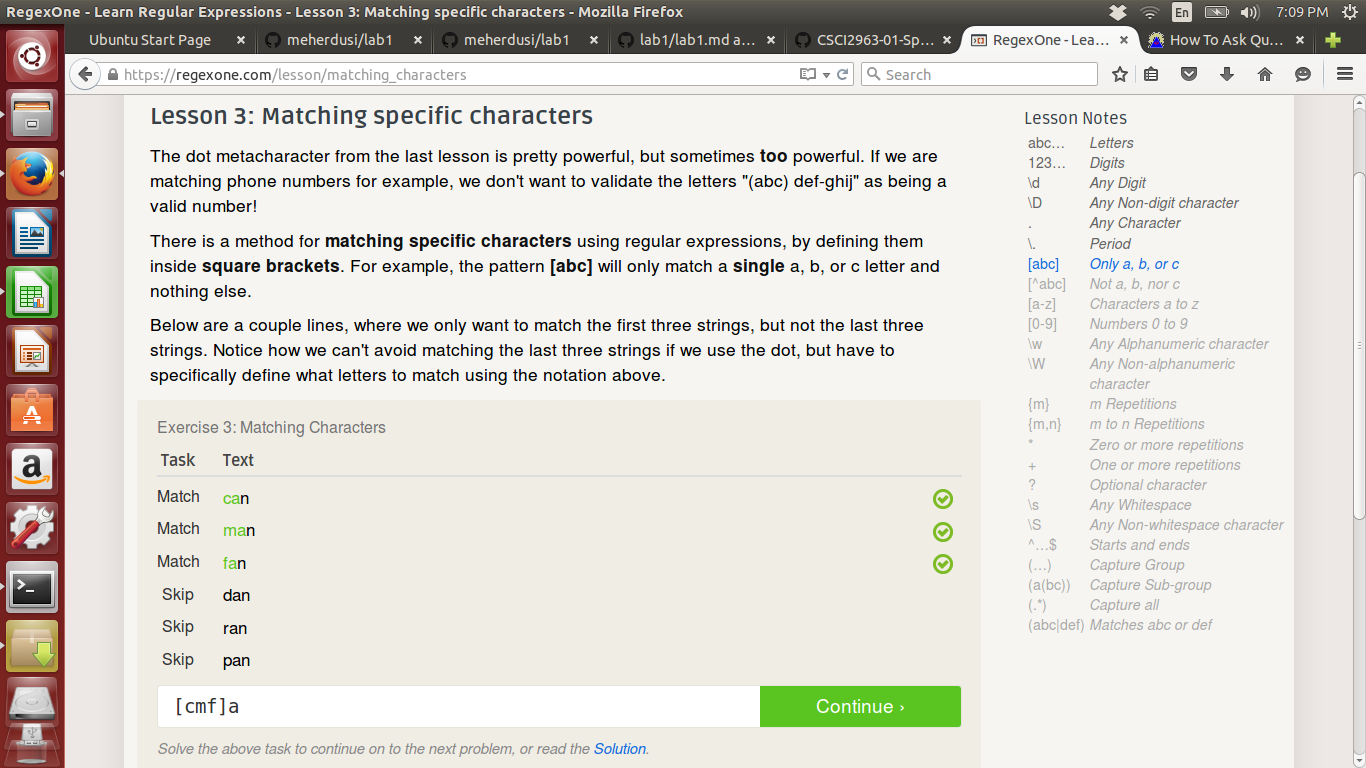 RegexOne - Learn Regular Expressions - Lesson 3: Matching specific characters - Mozilla Firefox
En
7:09 PM
Ubuntu Start Page
meherdusi/lab1
meherdusi/lab1
lab1/lab1.md a...
CSCI2963-01-Sp...
RegexOne - Lea...
How To Ask Qu...
https://regexone.com/lesson/matching_characters
Search
Lesson 3: Matching specific characters
The dot metacharacter from the last lesson is pretty powerful, but sometimes too powerful. If we are
matching phone numbers for example, we don't want to validate the letters "(abc) def-ghij" as being a
valid number!
There is a method for matching specific characters using regular expressions, by defining them
inside square brackets. For example, the pattern [abc] will only match a single a, b, or c letter and
nothing else.
Below are a couple lines, where we only want to match the first three strings, but not the last three
strings. Notice how we can't avoid matching the last three strings if we use the dot, but have to
specifically define what letters to match using the notation above.
Exercise 3: Matching Characters
Task Text
Match can
Match man
Match fan
Skip dan
Skip ran
Skip pan
[cmf]a
Continue ›
Solve the above task to continue on to the next problem, or read the Solution.
Lesson Notes
abc… Letters
123… Digits
\d Any Digit
\D Any Non-digit character
. Any Character
\. Period
[abc] Only a, b, or c
[^abc] Not a, b, nor c
[a-z] Characters a to z
[0-9] Numbers 0 to 9
\w Any Alphanumeric character
\W Any Non-alphanumeric
character
{m} m Repetitions
{m,n} m to n Repetitions
* Zero or more repetitions
+ One or more repetitions
? Optional character
\s Any Whitespace
\S Any Non-whitespace character
^…$ Starts and ends
(…) Capture Group
(a(bc)) Capture Sub-group
(.*) Capture all
(abc|def) Matches abc or def